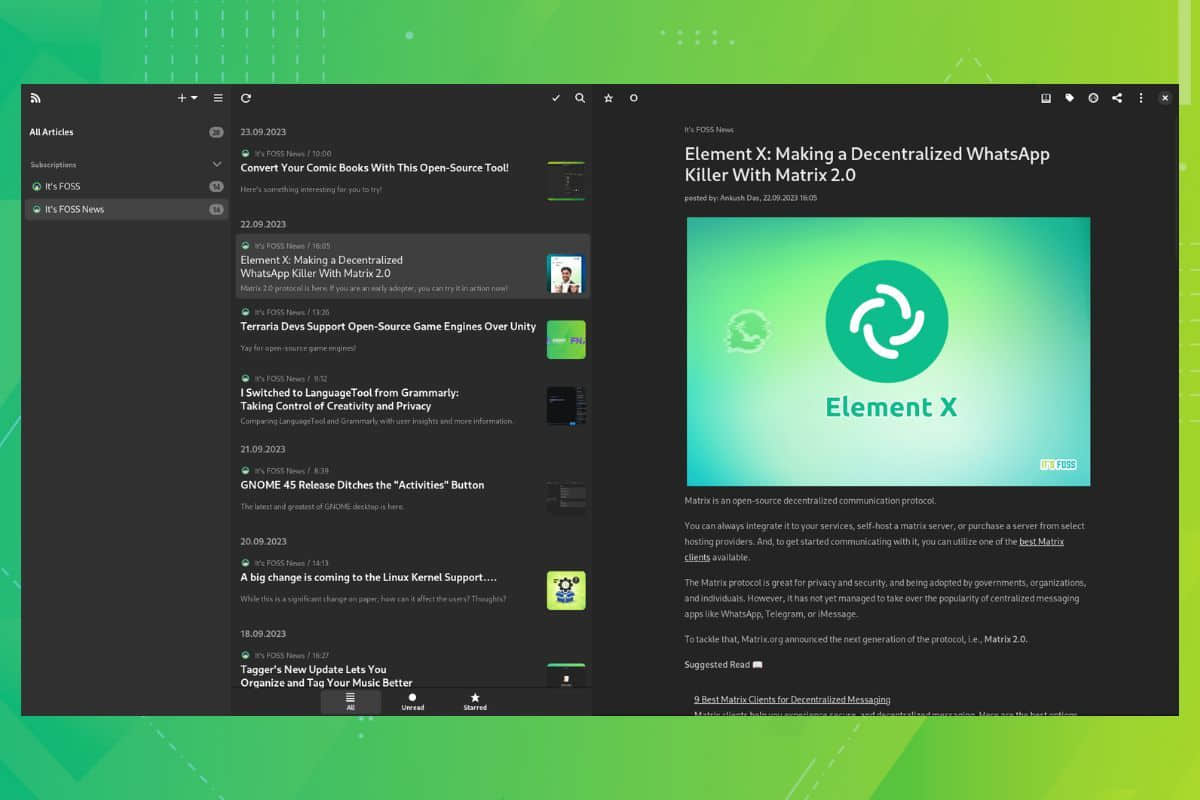 All Articles
28
Subscriptions
It's FOSS
14
It's FOSS News
14
23.09.2023
It's FOSS News / 10:00
Convert Your Comic Books With This Open-Source Tool!
Here's something interesting for you to try!
22.09.2023
It's FOSS News / 16:05
Element X: Making a Decentralized
WhatsApp Killer With Matrix 2.0
Matrix 2.0 protocol is here. If you are an early adopter, you can try it in action now!
It's FOSS News / 13:26
Terraria Devs Support Open-Source Game Engines Over Unity
Yay for open-source game engines!
It's FOSS News / 9:12
I Switched to LanguageTool from Grammarly:
Taking Control of Creativity and Privacy
Comparing LanguageTool and Grammarly with user insights and more information.
21.09.2023
It's FOSS News / 8:39
GNOME 45 Release Ditches the "Activities" Button
The latest and greatest of GNOME desktop is here.
20.09.2023
It's FOSS News / 14:13
A big change is coming to the Linux Kernel Support....
While this is a significant change on paper, how can it affect the users? Thoughts?
18.09.2023
It's FOSS News / 16:27
Tagger's New Update Lets You
Organize and Tag Your Music Better
All
Unread
Starred
It's FOSS News
Element X: Making a Decentralized WhatsApp
Killer With Matrix 2.0
posted by: Ankush Das, 22.09.2023 16:05
Element X
IT'S FOSS
Matrix is an open-source decentralized communication protocol.
You can always integrate it to your services, self-host a matrix server, or purchase a server from select
hosting providers. And, to get started communicating with it, you can utilize one of the best Matrix
clients available.
The Matrix protocol is great for privacy and security, and being adopted by governments, organizations,
and individuals. However, it has not yet managed to take over the popularity of centralized messaging
apps like WhatsApp, Telegram, or iMessage.
To tackle that, Matrix.org announced the next generation of the protocol, i.e., Matrix 2.0.
Suggested Read 📖
9 Best Matrix Clients for Decentralized Messaging
Matrix clients help you experience secure, and decentralized messaging. Here are the best options